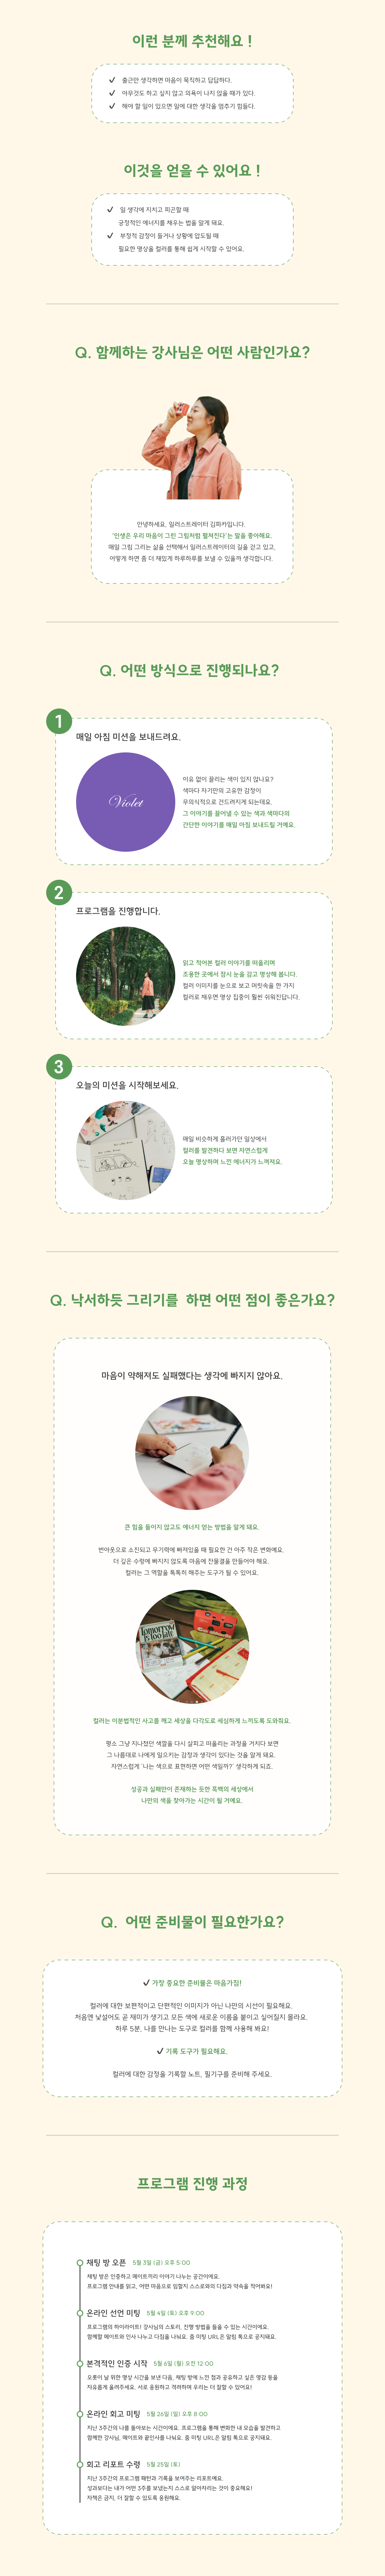 이런 분께 추천해요 !
출근만 생각하면 마음이 묵직하고 답답하다.
아무것도 하고 싶지 않고 의욕이 나지 않을 때가 있다.
해야 할 일이 있으면 일에 대한 생각을 멈추기 힘들다.
이것을 얻을 수 있어요 !
일 생각에 지치고 피곤할 때
긍정적인 에너지를 채우는 법을 알게 돼요.
부정적 감정이 들거나 상황에 압도될 때
필요한 명상을 컬러를 통해 쉽게 시작할 수 있어요.
Q. 함께하는 강사님은 어떤 사람인가요?
안녕하세요, 일러스트레이터 김파카입니다.
'인생은 우리 마음이 그린 그림처럼 펼쳐진다'는 말을 좋아해요.
매일 그림 그리는 삶을 선택해서 일러스트레이터의 길을 걷고 있고,
어떻게 하면 좀 더 재밌게 하루하루를 보낼 수 있을까 생각합니다.
Q. 어떤 방식으로 진행되나요?
1
매일 아침 미션을 보내드려요.
Violet
이유 없이 끌리는 색이 있지 않나요?
색마다 자기만의 고유한 감정이
무의식적으로 건드려지게 되는데요.
그 이야기를 끌어낼 수 있는 색과 색마다의
간단한 이야기를 매일 아침 보내드릴 거예요.
2
프로그램을 진행합니다.
읽고 적어본 컬러 이야기를 떠올리며
조용한 곳에서 잠시 눈을 감고 명상해 봅니다.
컬러 이미지를 눈으로 보고 머릿속을 한 가지
컬러로 채우면 명상 집중이 훨씬 쉬워진답니다.
3
오늘의 미션을 시작해보세요.
매일 비슷하게 흘러가던 일상에서
컬러를 발견하다 보면 자연스럽게
오늘 명상하며 느낀 에너지가 느껴져요.
Q. 낙서하듯 그리기를 하면 어떤 점이 좋은가요?
마음이 약해져도 실패했다는 생각에 빠지지 않아요.
큰 힘을 들이지 않고도 에너지 얻는 방법을 알게 돼요.
번아웃으로 소진되고 무기력에 빠져있을 때 필요한 건 아주 작은 변화예요.
더 깊은 수렁에 빠지지 않도록 마음에 잔물결을 만들어야 해요.
컬러는 그 역할을 톡톡히 해주는 도구가 될 수 있어요.
Tomorrow is too late
컬러는 이분법적인 사고를 깨고 세상을 다각도로 세심하게 느끼도록 도와줘요.
평소 그냥 지나쳤던 색깔을 다시 살피고 떠올리는 과정을 거치다 보면
그 나름대로 나에게 일으키는 감정과 생각이 있다는 것을 알게 돼요.
자연스럽게 '나는 색으로 표현하면 어떤 색일까?' 생각하게 되죠.
성공과 실패만이 존재하는 듯한 흑백의 세상에서
나만의 색을 찾아가는 시간이 될 거예요.
Q. 어떤 준비물이 필요한가요?
가장 중요한 준비물은 마음가짐!
컬러에 대한 보편적이고 단편적인 이미지가 아닌 나만의 시선이 필요해요.
처음엔 낯설어도 곧 재미가 생기고 모든 색에 새로운 이름을 붙이고 싶어질지 몰라요.
하루 5분, 나를 만나는 도구로 컬러를 함께 사용해 봐요!
기록 도구가 필요해요.
컬러에 대한 감정을 기록할 노트, 필기구를 준비해 주세요.
프로그램 진행 과정
채팅 방 오픈 5월 3일 (금) 오후 5:00
채팅 방은 인증하고 메이트끼리 이야기 나누는 공간이에요.
프로그램 안내를 읽고, 어떤 마음으로 임할지 스스로와의 다짐과 약속을 적어봐요!
온라인 선언 미팅 5월 4일 (토) 오후 9:00
프로그램의 하이라이트! 강사님의 스토리, 진행 방법을 들을 수 있는 시간이에요.
함께할 메이트와 인사 나누고 다짐을 나눠요. 줌 미팅 URL은 알림 톡으로 공지돼요.
본격적인 인증 시작 5월 6일 (월) 오전 12:00
오롯이 날 위한 명상 시간을 보낸 다음, 채팅 방에 느낀 점과 공유하고 싶은 영감 등을
자유롭게 올려주세요. 서로 응원하고 격려하며 우리는 더 잘할 수 있어요!
온라인 회고 미팅 5월 26일 (일) 오후 8:00
지난 3주간의 나를 돌아보는 시간이에요. 프로그램을 통해 변화한 내 모습을 발견하고
함께한 강사님, 메이트와 끝인사를 나눠요. 줌 미팅 URL은 알림 톡으로 공지돼요.
회고 리포트 수령 5월 25일 (토)
지난 3주간의 프로그램 패턴과 기록을 보여주는 리포트예요.
성과보다는 내가 어떤 3주를 보냈는지 스스로 알아차리는 것이 중요해요!
자책은 금지, 더 잘할 수 있도록 응원해요.